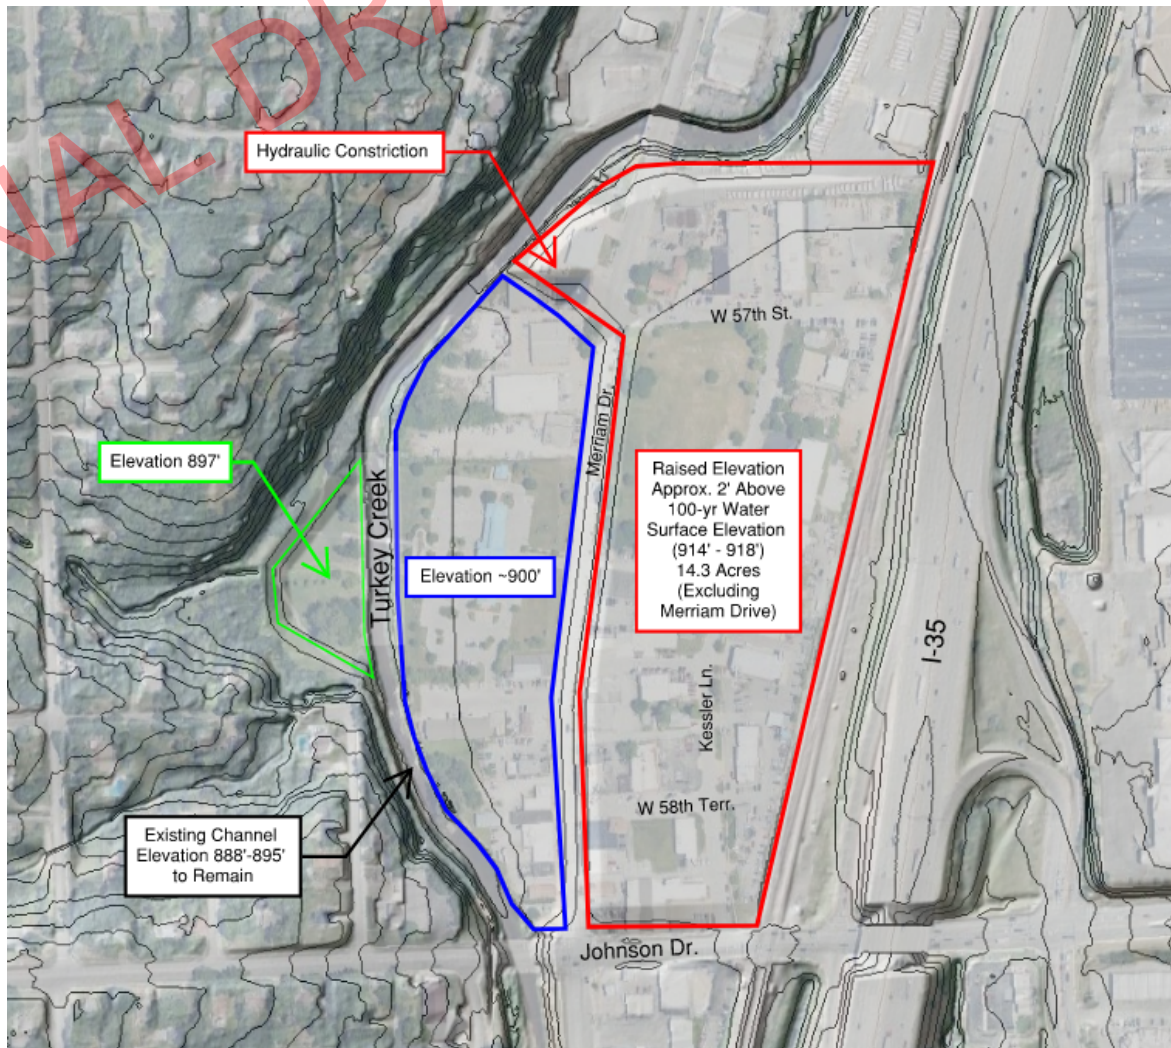 NAL DRA
Hydraulic Constriction
W 57th St.
Merriam Dr.
Elevation 897'
Turkey Creek
Elevation ~900'
Raised Elevation
Approx. 2' Above
100-yr Water
Surface Elevation
(914' - 918')
14.3 Acres
(Excluding
Merriam Drive)
I-35
Kessler Ln.
W 58th Terr.
Existing Channel
Elevation 888'-895'
to Remain
Johnson Dr.